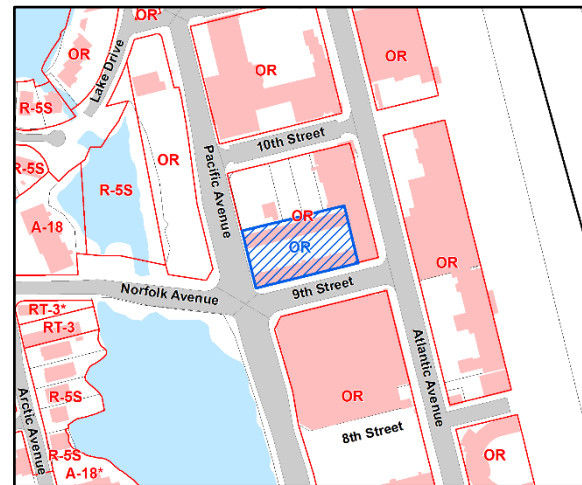 OR*
OR
Lake Drive
OR
OR
R-5S
10th Street
Pacific Avenue
R-5S
OR
R-5S
OR
A-18
OR
OR
Norfolk Avenue
9th Street
RT-3*
RT-3
Atlantic Avenue
R-5S
OR
Arctic Avenue
8th Street
R-5S
A-18*
OR